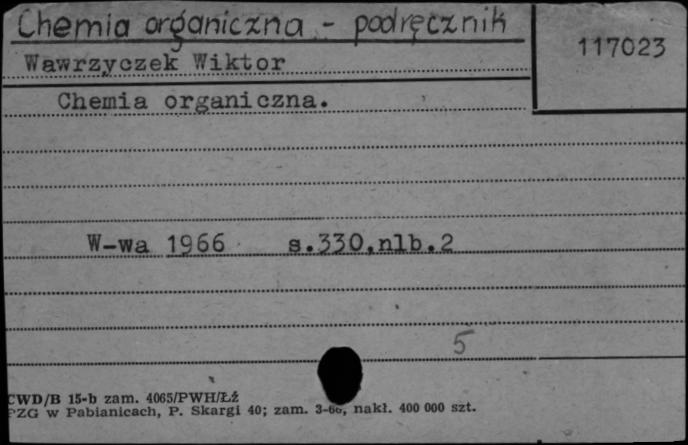 Chemia organiczna - podręcznik
117023
Wawrzyczek Wiktor
Chemia organiczna.
W-wa 1966 s.330,nlb.2
5
CWD/B 15-b zam. 4065/PWH/ŁŻ
PZG w Pabianicach, P. Skargi 40; zam. 3-66, nakł. 400 000 szt.